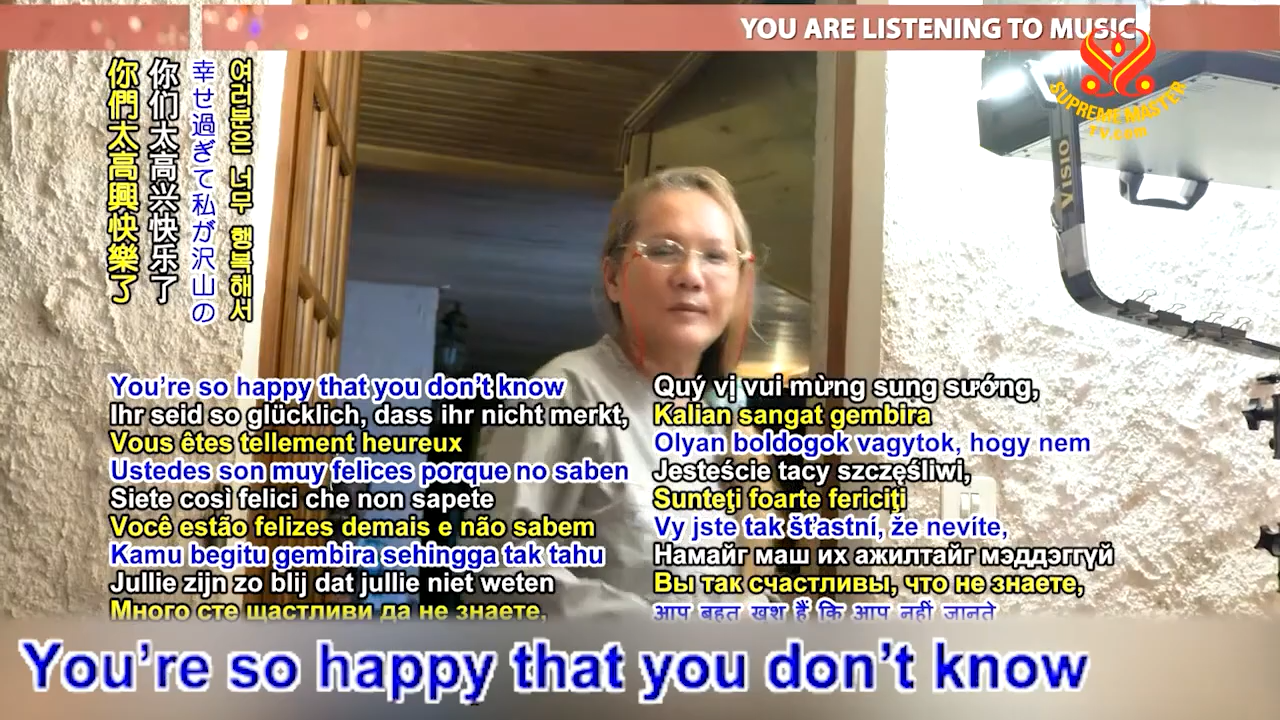 YOU ARE LISTENING TO MUSIC
SUPREME MASTER
TV.com
VISIO
你們太高興快樂了
你们太高兴快乐了
幸せ過ぎて私が沢山の
여러분은 너무 행복해서
You're so happy that you don't know
Ihr seid so glücklich, dass ihr nicht merkt,
Vous êtes tellement heureux
Ustedes son muy felices porque no saben
Siete così felici che non sapete
Você estão felizes demais e não sabem
Kamu begitu gembira sehingga tak tahu
Jullie zijn zo blij dat jullie niet weten
Много сте щастливи да не знаете,
Quý vị vui mừng sung sướng,
Kalian sangat gembira
Olyan boldogok vagytok, hogy nem
Jesteście tacy szczęśliwi,
Sunteţi foarte fericiţi
Vy jste tak šťastní, že nevíte,
Намайг маш их ажилтайг мэддэггүй
Вы так счастливы, что не знаете,
आप बहुत खुश हैं कि आप नहीं जानते
You're so happy that you don't know